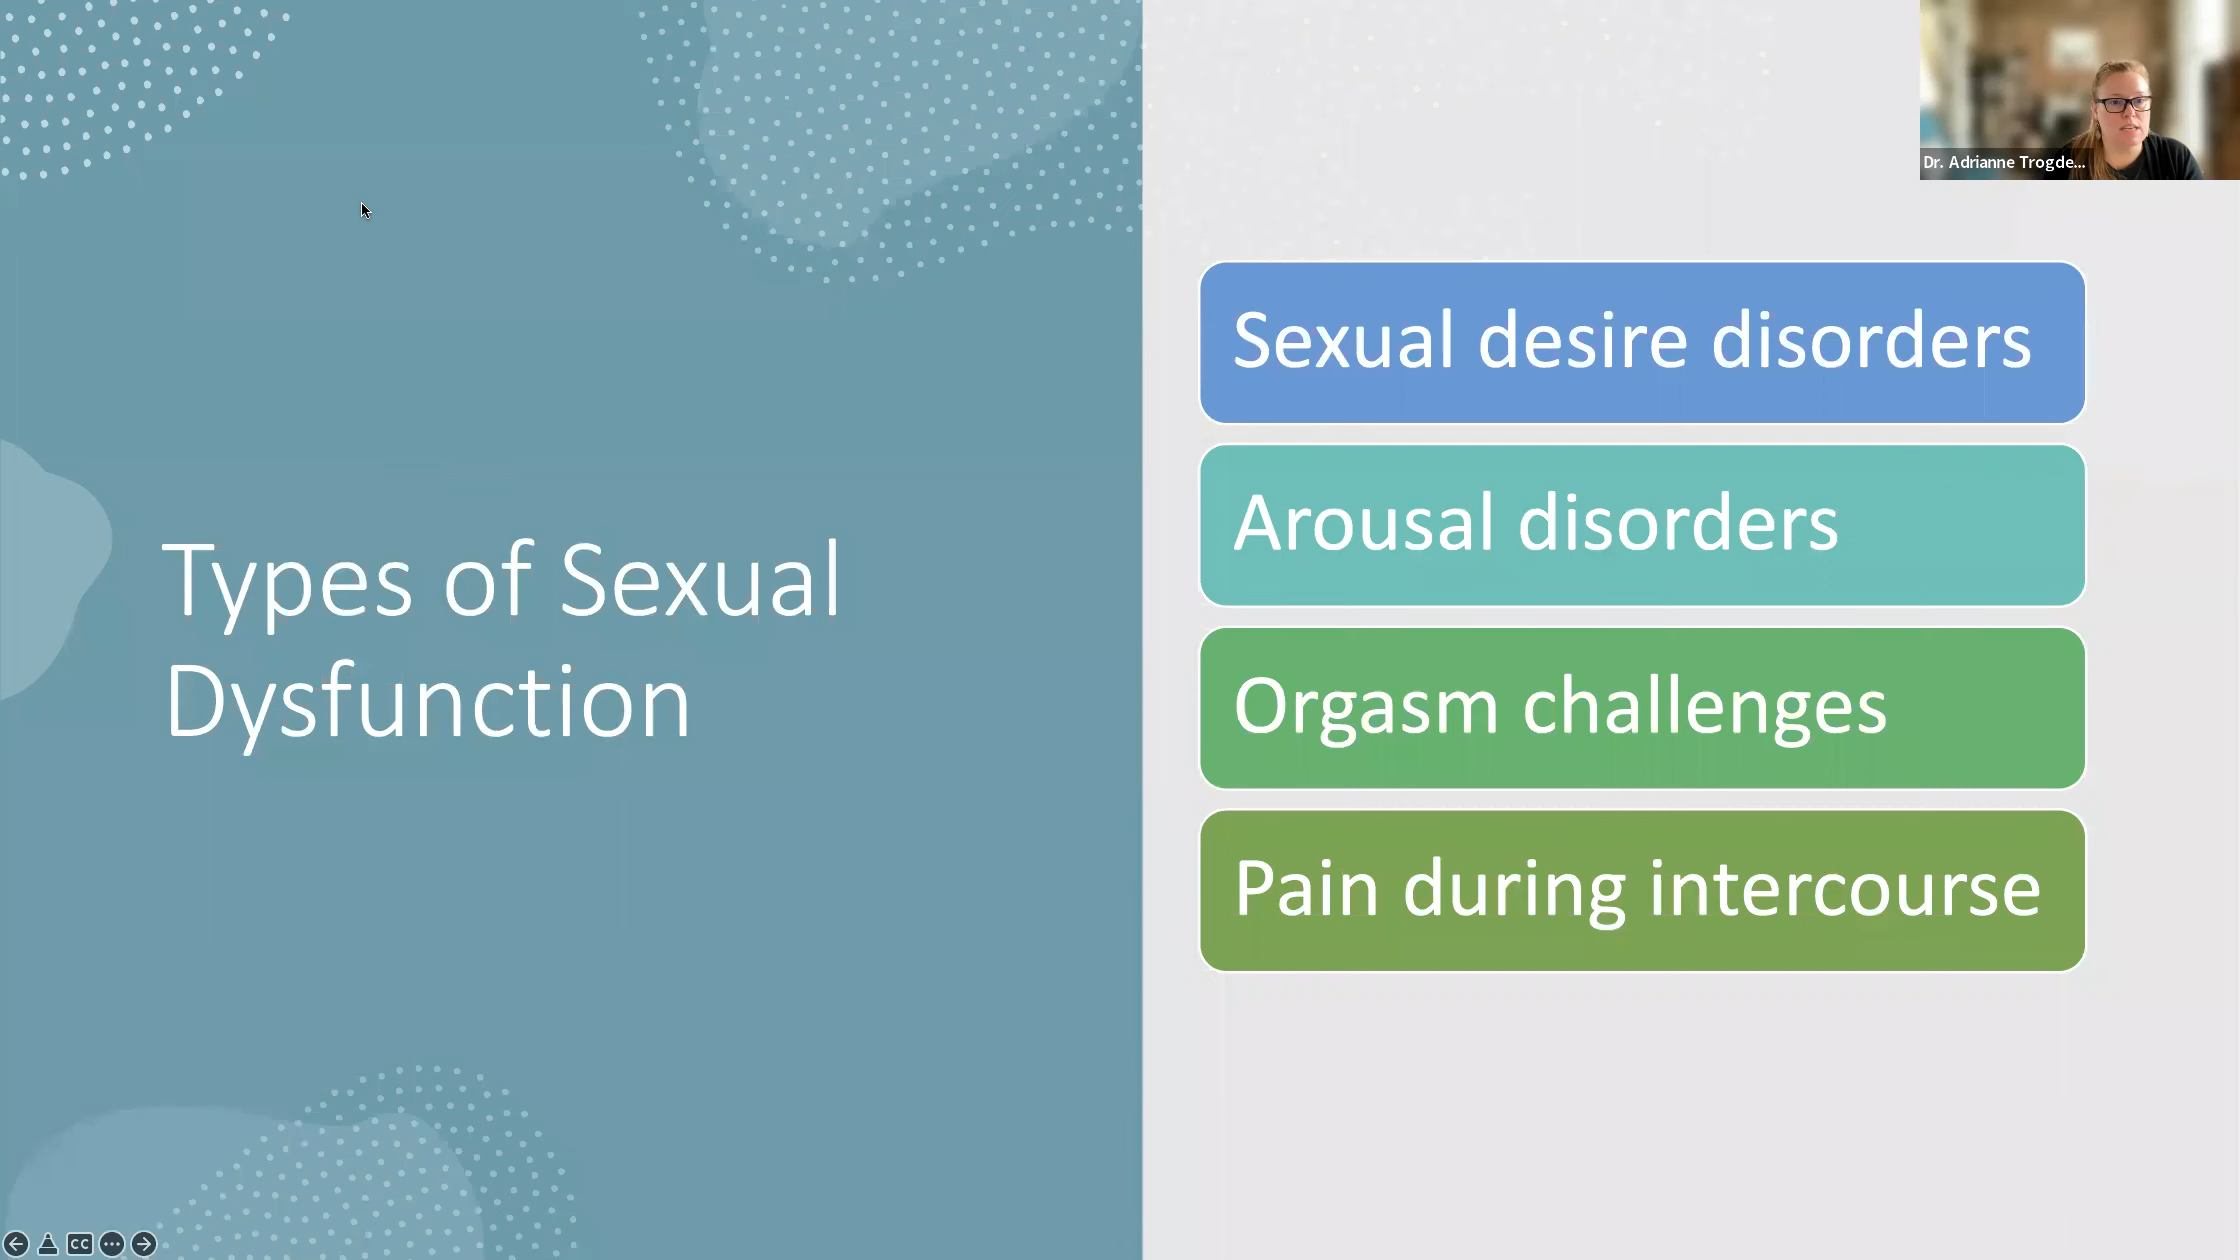 Types of Sexual
Dysfunction
Sexual desire disorders
Arousal disorders
Orgasm challenges
Pain during intercourse
Dr. Adrianne Trogde...
CC